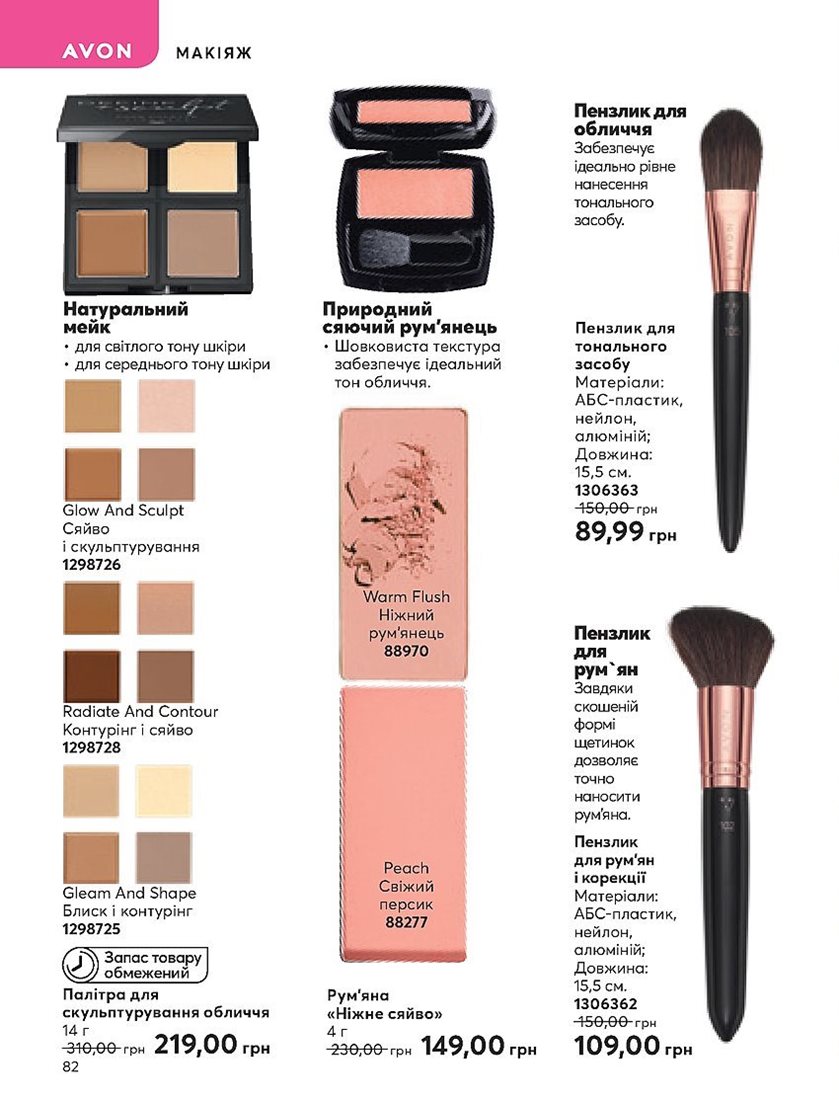 AVON
МАКІЯЖ
Натуральний
мейк
• для світлого тону шкіри
• для середнього тону шкіри
Glow And Sculpt
Сяйво
і скульптурування
1298726
Radiate And Contour
Контурінг і сяйво
1298728
Gleam And Shape
Блиск і контурінг
1298725
Запас товару
обмежений
Палітра для
скульптурування обличчя
14 г
310,00 грн 219,00 грн
82
Природний
сяючий рум'янець
• Шовковиста текстура
забезпечує ідеальний
тон обличчя.
Warm Flush
Ніжний
рум'янець
88970
Peach
Свіжий
персик
88277
Рум'яна
«Ніжне сяйво»
4 г
230,00 грн 149,00 грн
Пензлик для
обличчя
Забезпечує
ідеально рівне
нанесення
тонального
засобу.
Пензлик для
тонального
засобу
Матеріали:
АБС-пластик,
нейлон,
алюміній;
Довжина:
15,5 см.
1306363
150,00 грн
89,99 грн
AVON
Пензлик
для
рум`ян
Завдяки
скошеній
формі
щетинок
дозволяє
точно
наносити
рум'яна.
Пензлик
для рум'ян
і корекції
Матеріали:
АБС-пластик,
нейлон,
алюміній;
Довжина:
15,5 см.
1306362
150,00 грн
109,00 грн
AVON